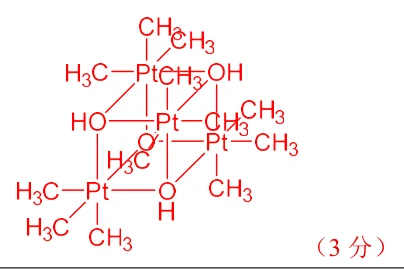 CH3
CH3
H3C Pt CH3 OH
HO Pt CH3 CH3
O Pt CH3
H3C
H3C Pt O CH3
H
H3C CH3
（3 分）